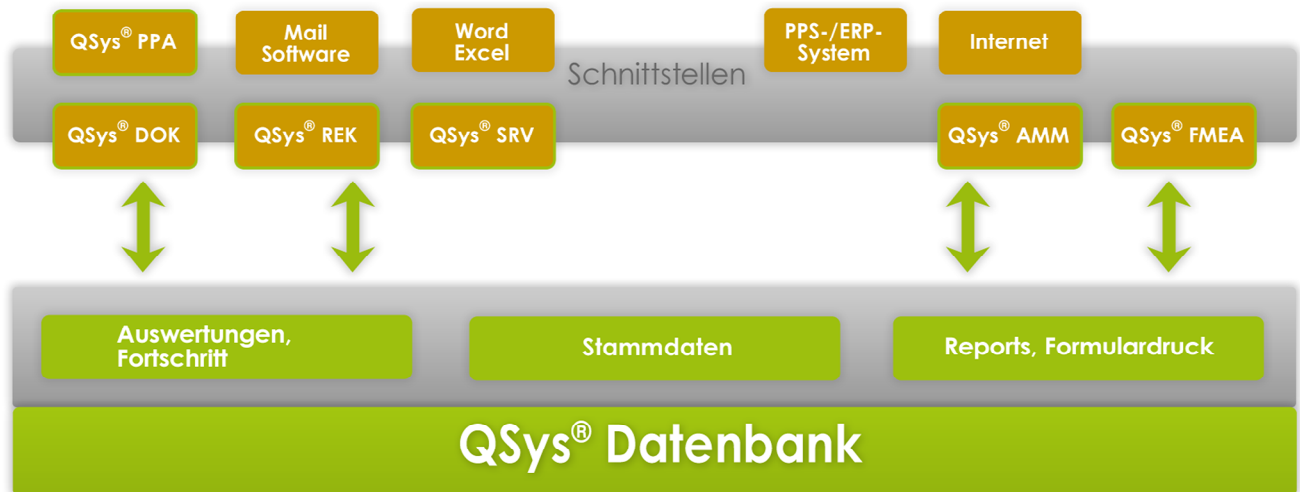 QSys® PPA
Mail
Software
Word
Excel
PPS-/ERP-
System
Internet
Schnittstellen
QSys® DOK
QSys® REK
QSys® SRV
QSys® AMM
QSys® FMEA
Auswertungen,
Fortschritt
Stammdaten
Reports, Formulardruck
QSys® Datenbank